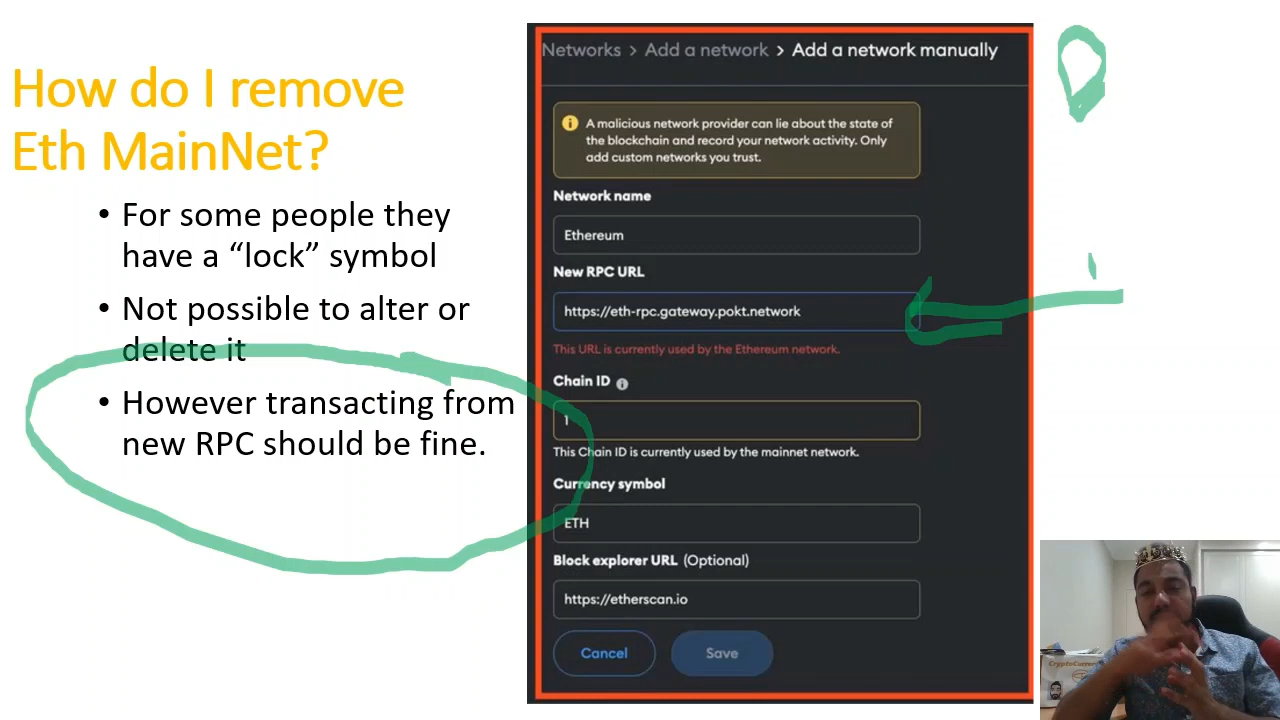 How do I remove
Eth MainNet?
• For some people they
have a “lock” symbol
• Not possible to alter or
delete it
• However transacting from
new RPC should be fine.
Networks > Add a network > Add a network manually
A malicious network provider can lie about the state of
the blockchain and record your network activity. Only
add custom networks you trust.
Network name
Ethereum
New RPC URL
https://eth-rpc.gateway.pokt.network
This URL is currently used by the Ethereum network.
Chain ID
1
This Chain ID is currently used by the mainnet network.
Currency symbol
ETH
Block explorer URL (Optional)
https://etherscan.io
Cancel
Save